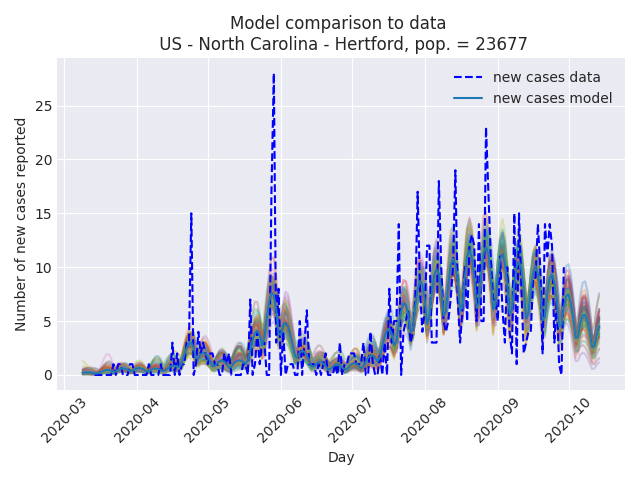 Model comparison to data
US - North Carolina - Hertford, pop. = 23677
new cases data
new cases model
Number of new cases reported
25
20
15
10
5
0
2020-03
2020-04
2020-05
2020-06
2020-07
2020-08
2020-09
2020-10
Day